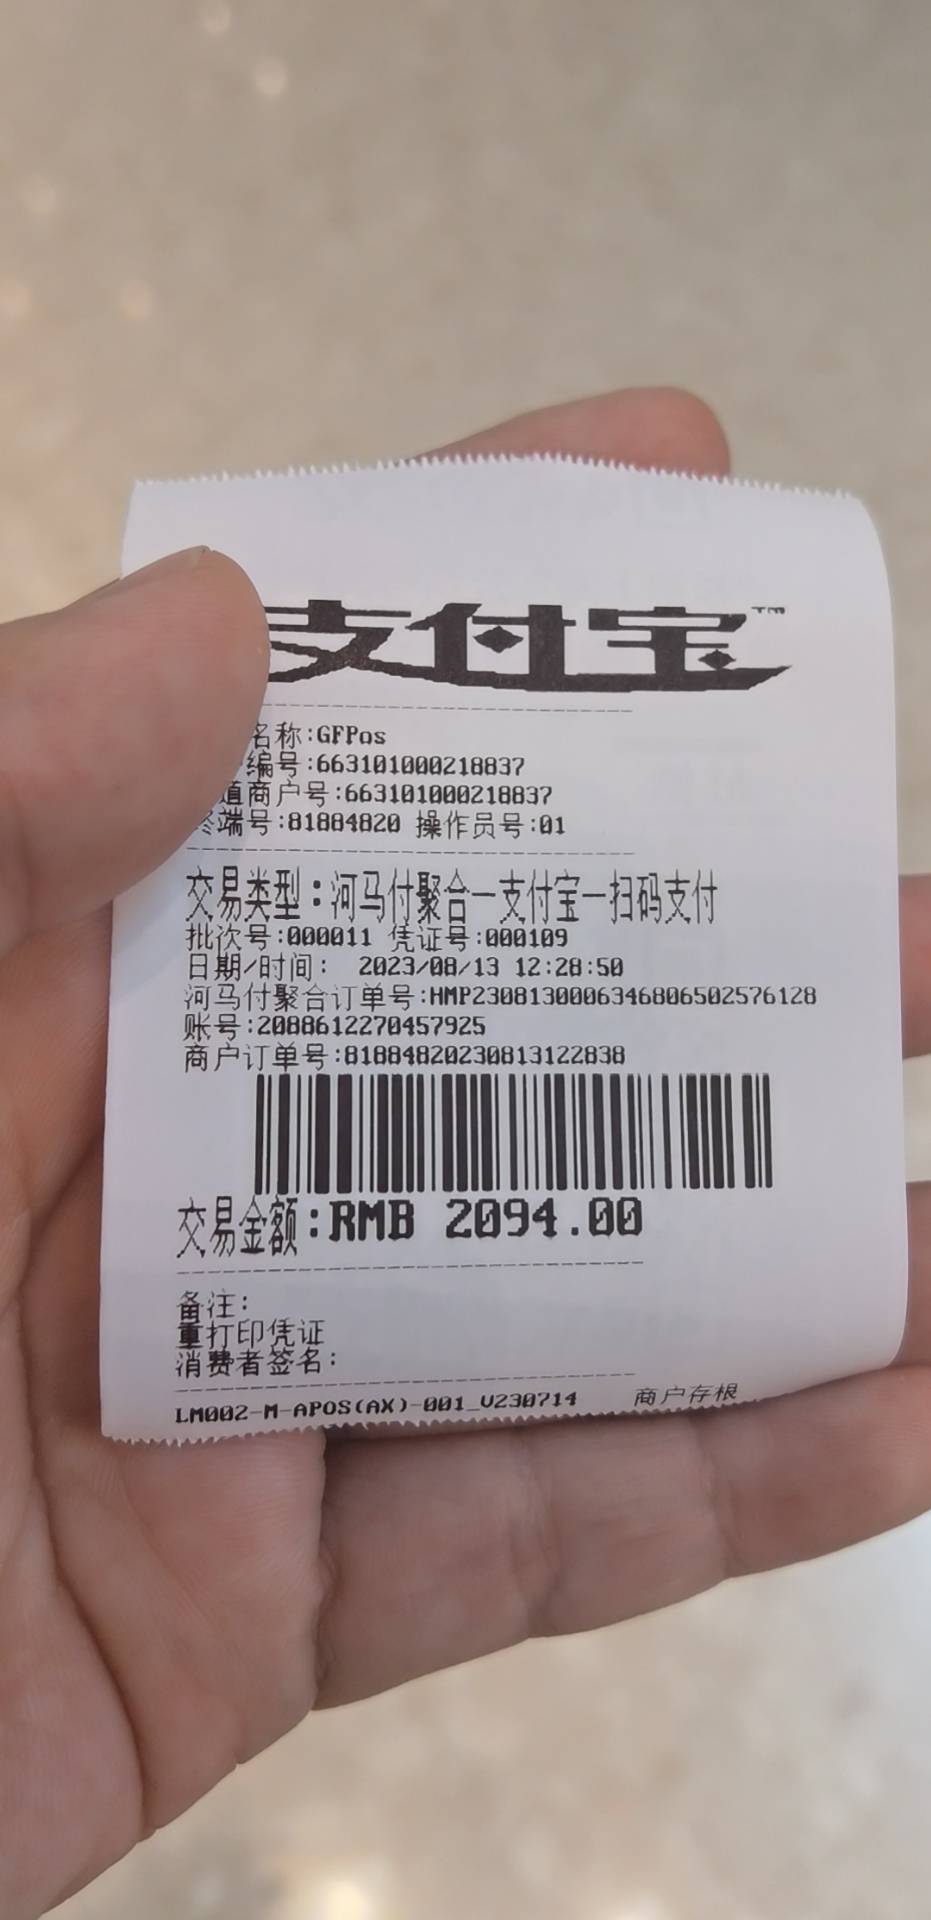 支付宝™
名称:GFPos
编号:663101000218837
道商户号:663101000218837
终端号:81884820 操作员号:01
交易类型:河马付聚合-支付宝-扫码支付
批次号:000011 凭证号:000109
日期/时间: 2023/08/13 12:28:50
河马付聚合订单号:HMP2308130006346806502576128
账号:2088612270457925
商户订单号:81884820230813122838
交易金额:RMB 2094.00
备注:
重打印凭证
消费者签名:
LM002-M-APOS(AX)-001_V230714 商户存根